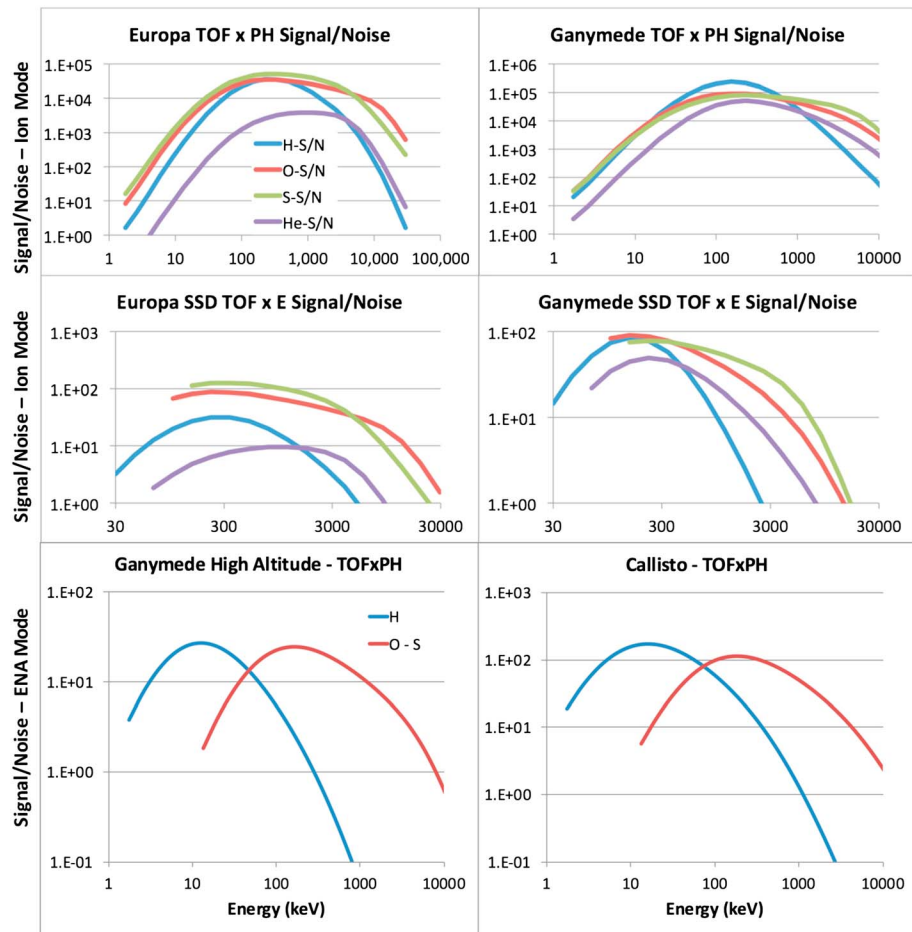 Europa TOF x PH Signal/Noise
Signal/Noise – Ion Mode
1.E+05
1.E+04
1.E+03
1.E+02
1.E+01
1.E+00
H-S/N
O-S/N
S-S/N
He-S/N
1 10 100 1,000 10,000 100,000
Ganymede TOF x PH Signal/Noise
1.E+06
1.E+05
1.E+04
1.E+03
1.E+02
1.E+01
1.E+00
1 10 100 1000 10000
Europa SSD TOF x E Signal/Noise
Signal/Noise – Ion Mode
1.E+03
1.E+02
1.E+01
1.E+00
30 300 3000 30000
Ganymede SSD TOF x E Signal/Noise
1.E+02
1.E+01
1.E+00
30 300 3000 30000
Ganymede High Altitude - TOFxPH
Signal/Noise – ENA Mode
1.E+02
1.E+01
1.E+00
1.E-01
H
O - S
1 10 100 1000 10000
Energy (keV)
Callisto - TOFxPH
1.E+03
1.E+02
1.E+01
1.E+00
1.E-01
1 10 100 1000 10000
Energy (keV)